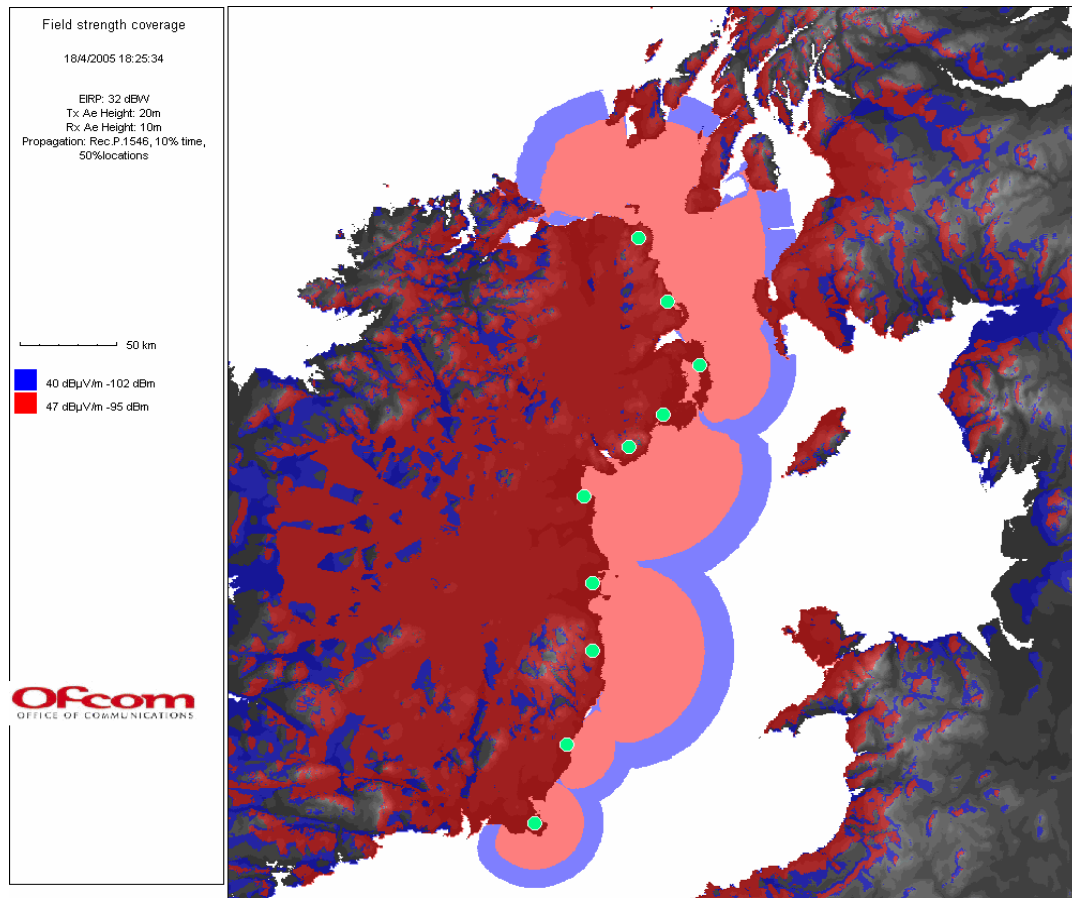 Field strength coverage
18/4/2005 18:25:34
EIRP: 32 dBW
Tx Ae Height: 20m
Rx Ae Height: 10m
Propagation: Rec.P.1546, 10% time,
50%locations
50 km
40 dBµV/m -102 dBm
47 dBµV/m -95 dBm
Ofcom
OFFICE OF COMMUNICATIONS